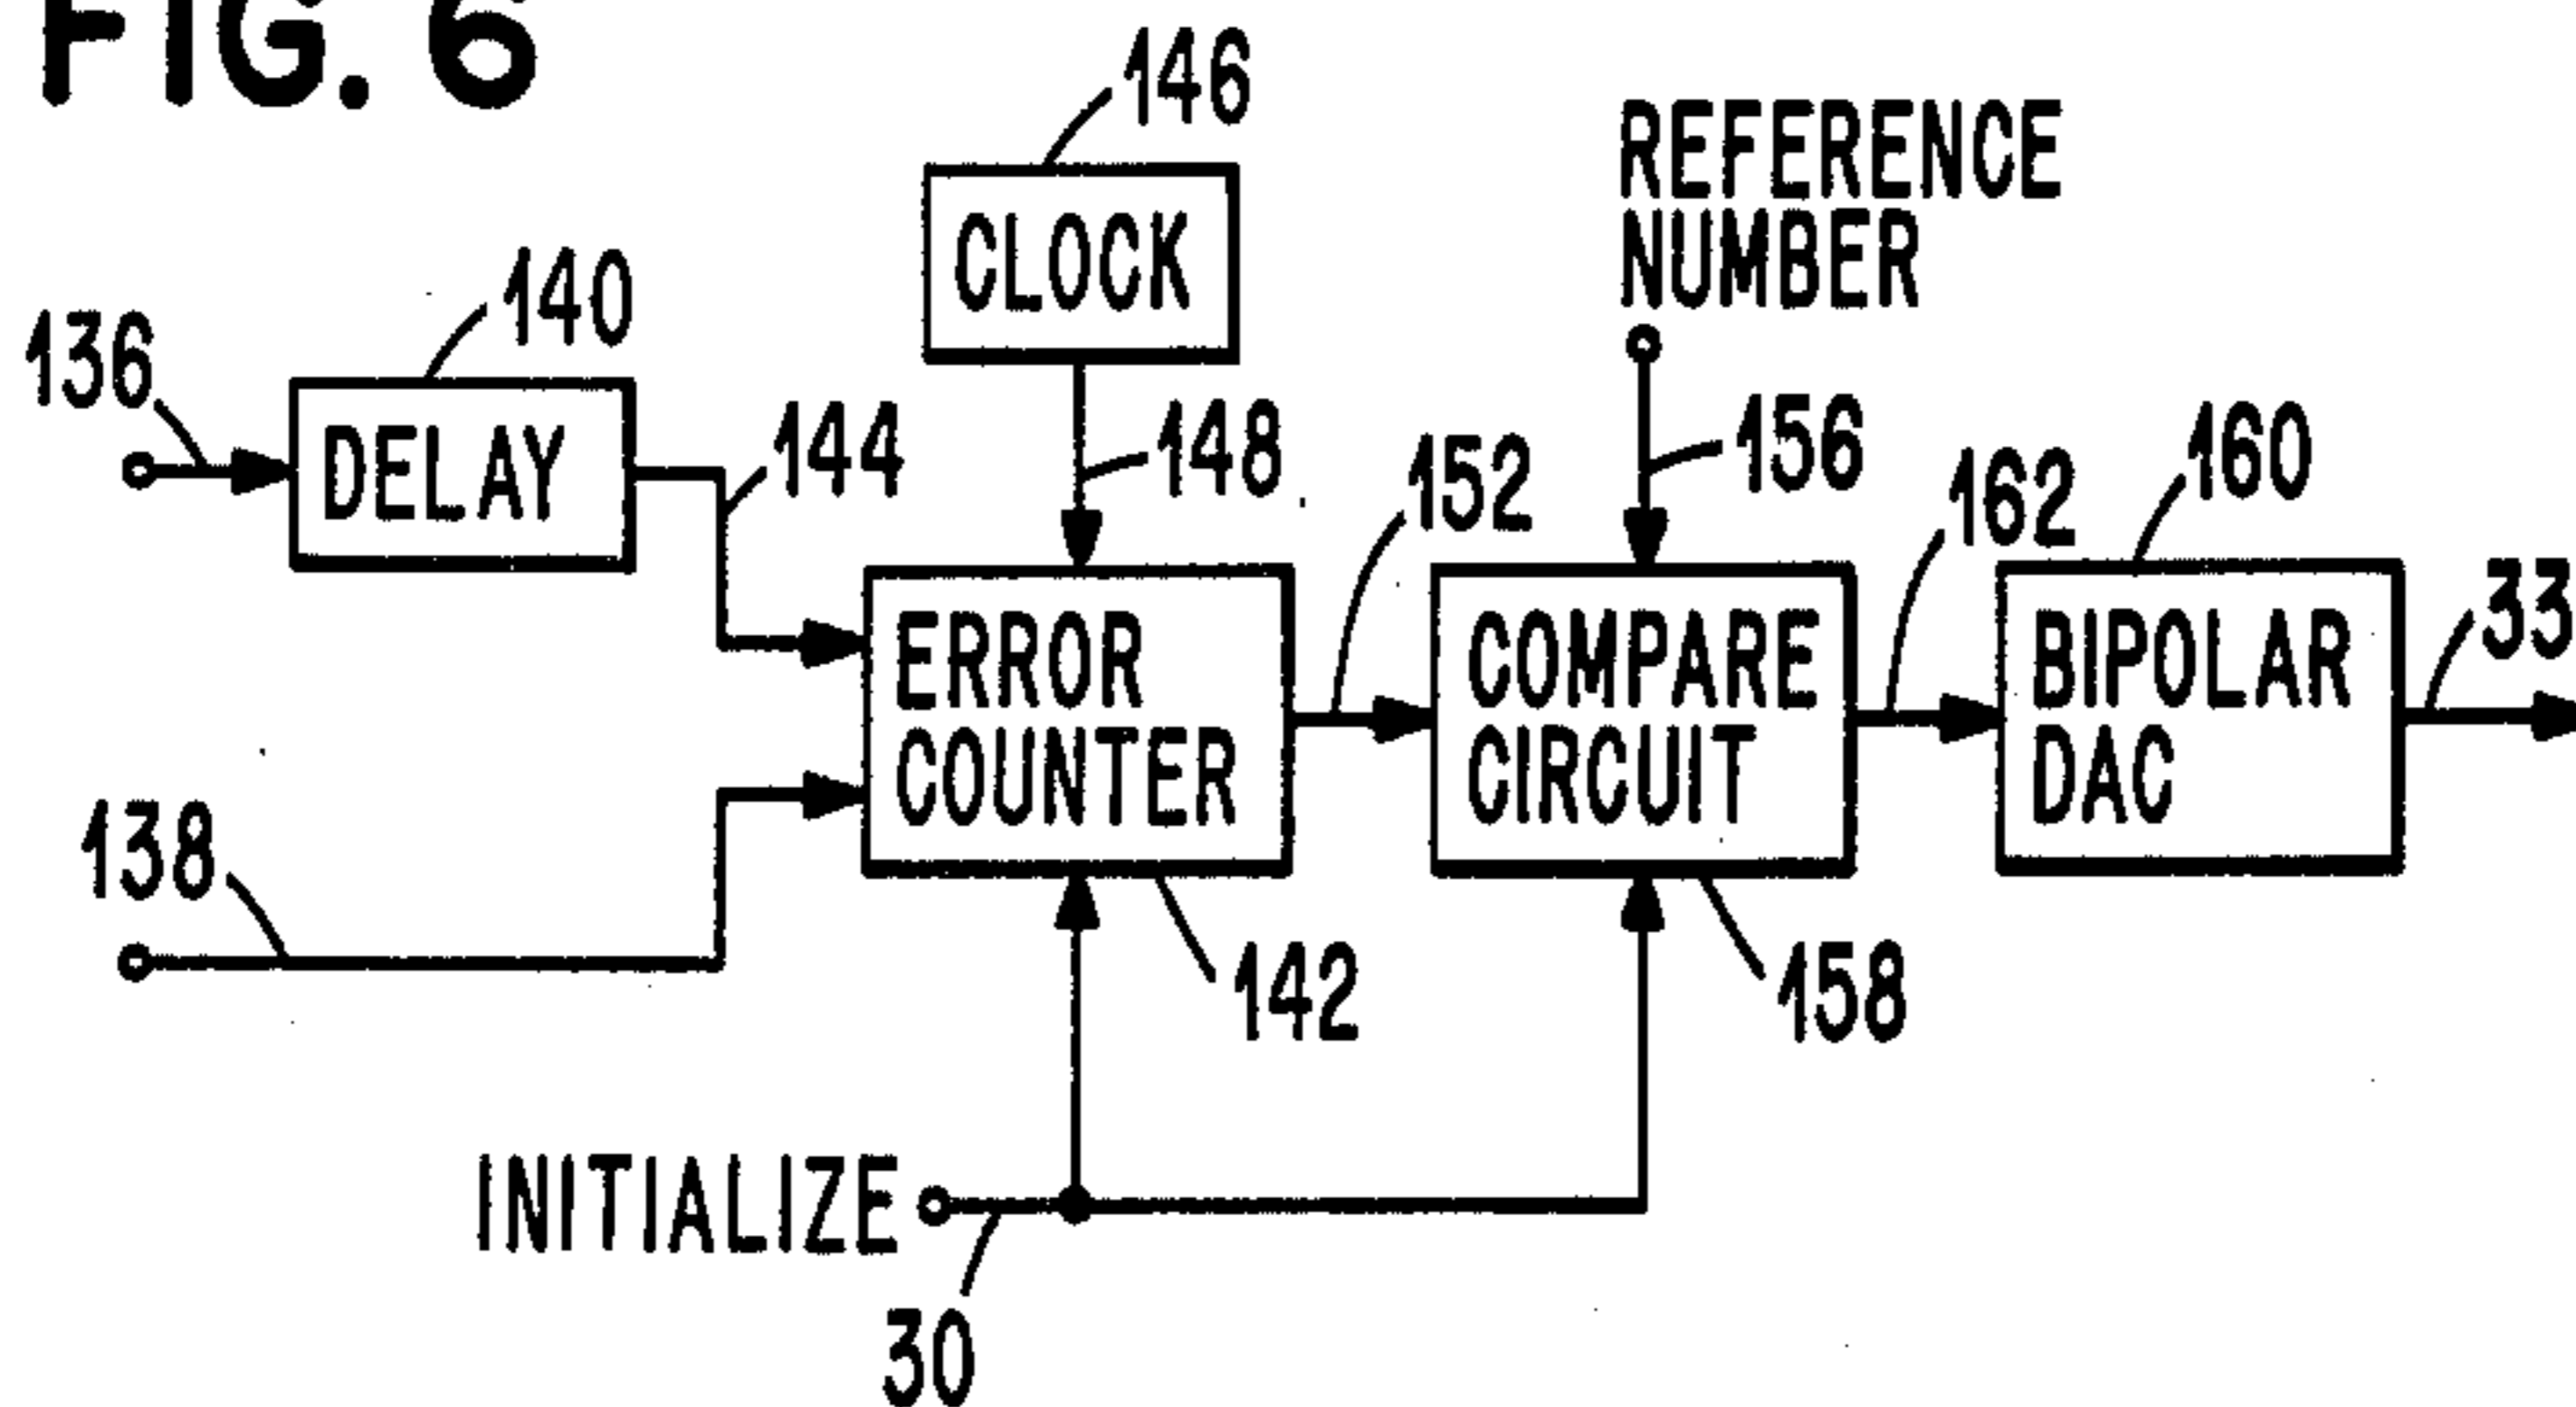 FIG. 6
146
CLOCK
REFERENCE
NUMBER
140
136
DELAY
144
148
152
156
162
160
33
ERROR
COUNTER
COMPARE
CIRCUIT
BIPOLAR
DAC
138
142
158
INITIALIZE
30